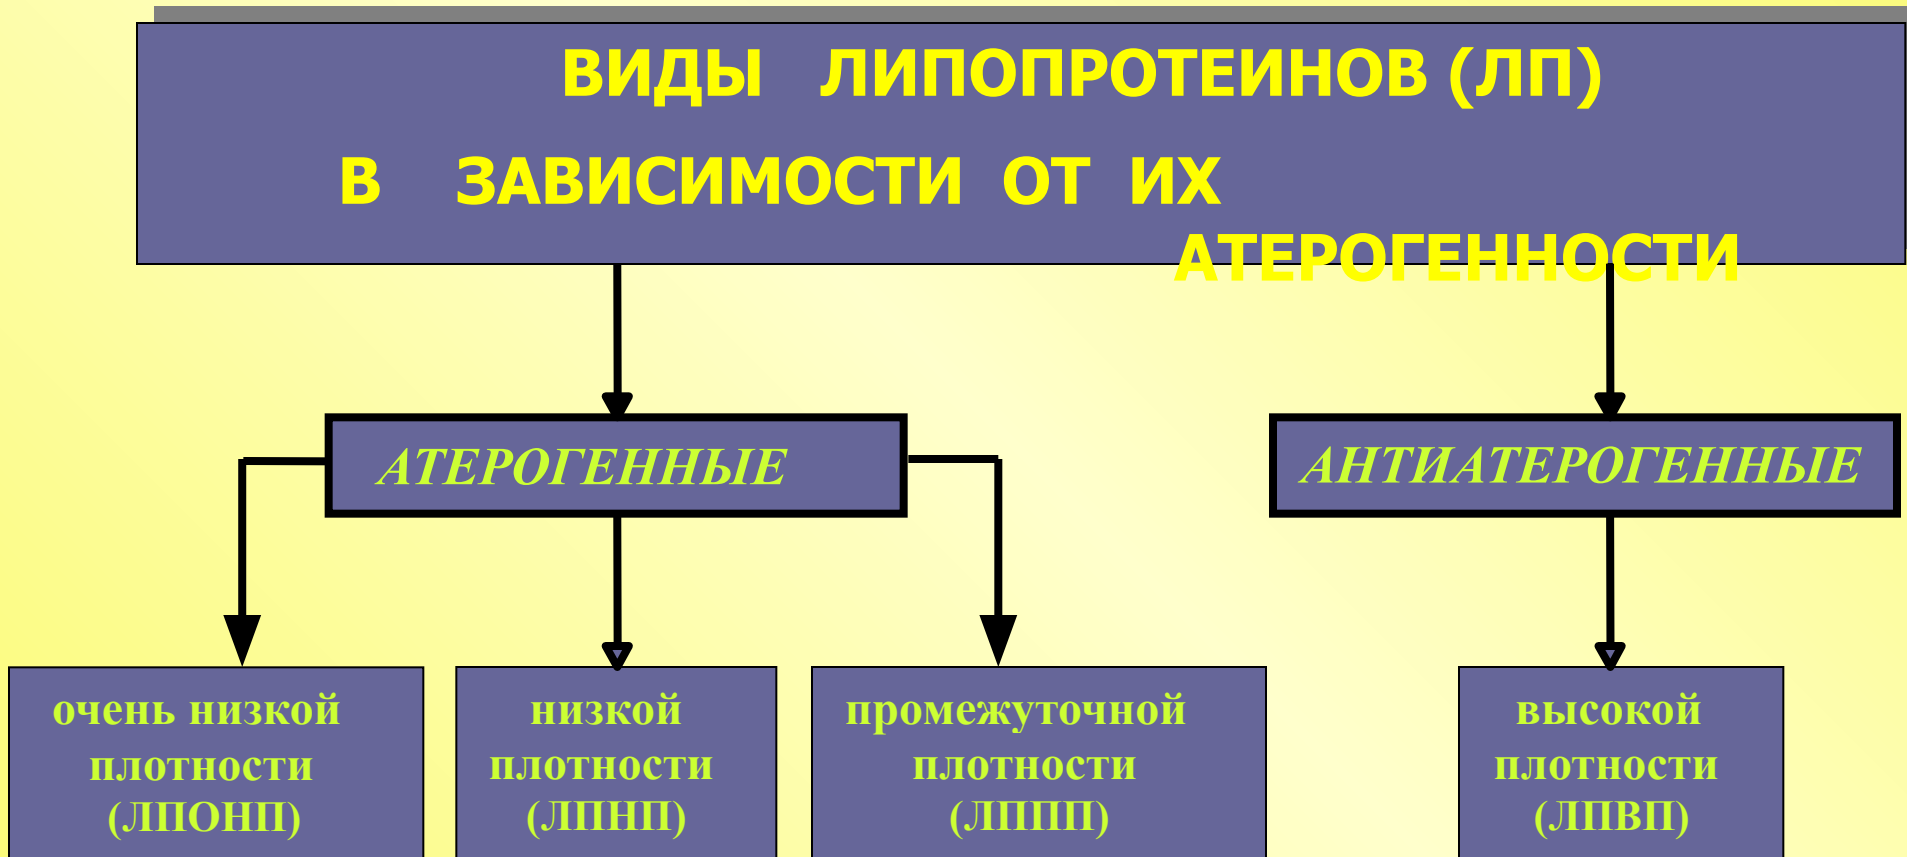 ВИДЫ ЛИПОПРОТЕИНОВ (ЛП)
В ЗАВИСИМОСТИ ОТ ИХ
АТЕРОГЕННОСТИ
АТЕРОГЕННЫЕ
АНТИАТЕРОГЕННЫЕ
очень низкой
плотности
(ЛПОНП)
низкой
плотности
(ЛПНП)
промежуточной
плотности
(ЛППП)
высокой
плотности
(ЛПВП)